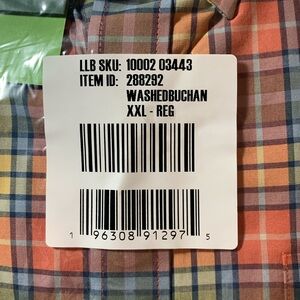 LLB SKU: 10002 03443
ITEM ID: 288292
WASHEDBUCHAN
XXL - REG
1 96308 91297 5